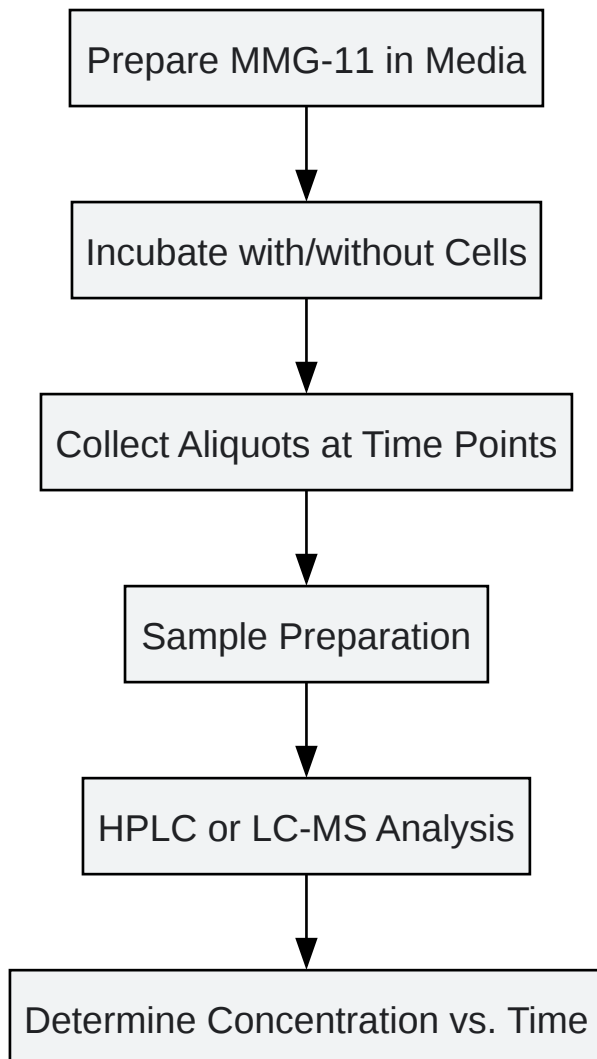 Prepare MMG-11 in Media
Incubate with/without Cells
Collect Aliquots at Time Points
Sample Preparation
HPLC or LC-MS Analysis
Determine Concentration vs. Time